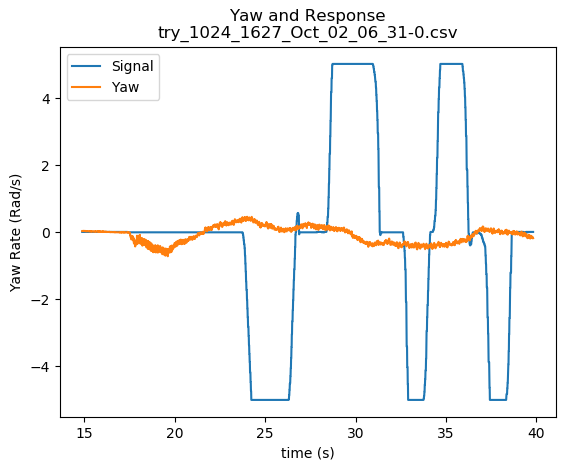 Yaw and Response
try_1024_1627_Oct_02_06_31-0.csv
Signal
Yaw
Yaw Rate (Rad/s)
4
2
0
−2
−4
15 20 25 30 35 40
time (s)